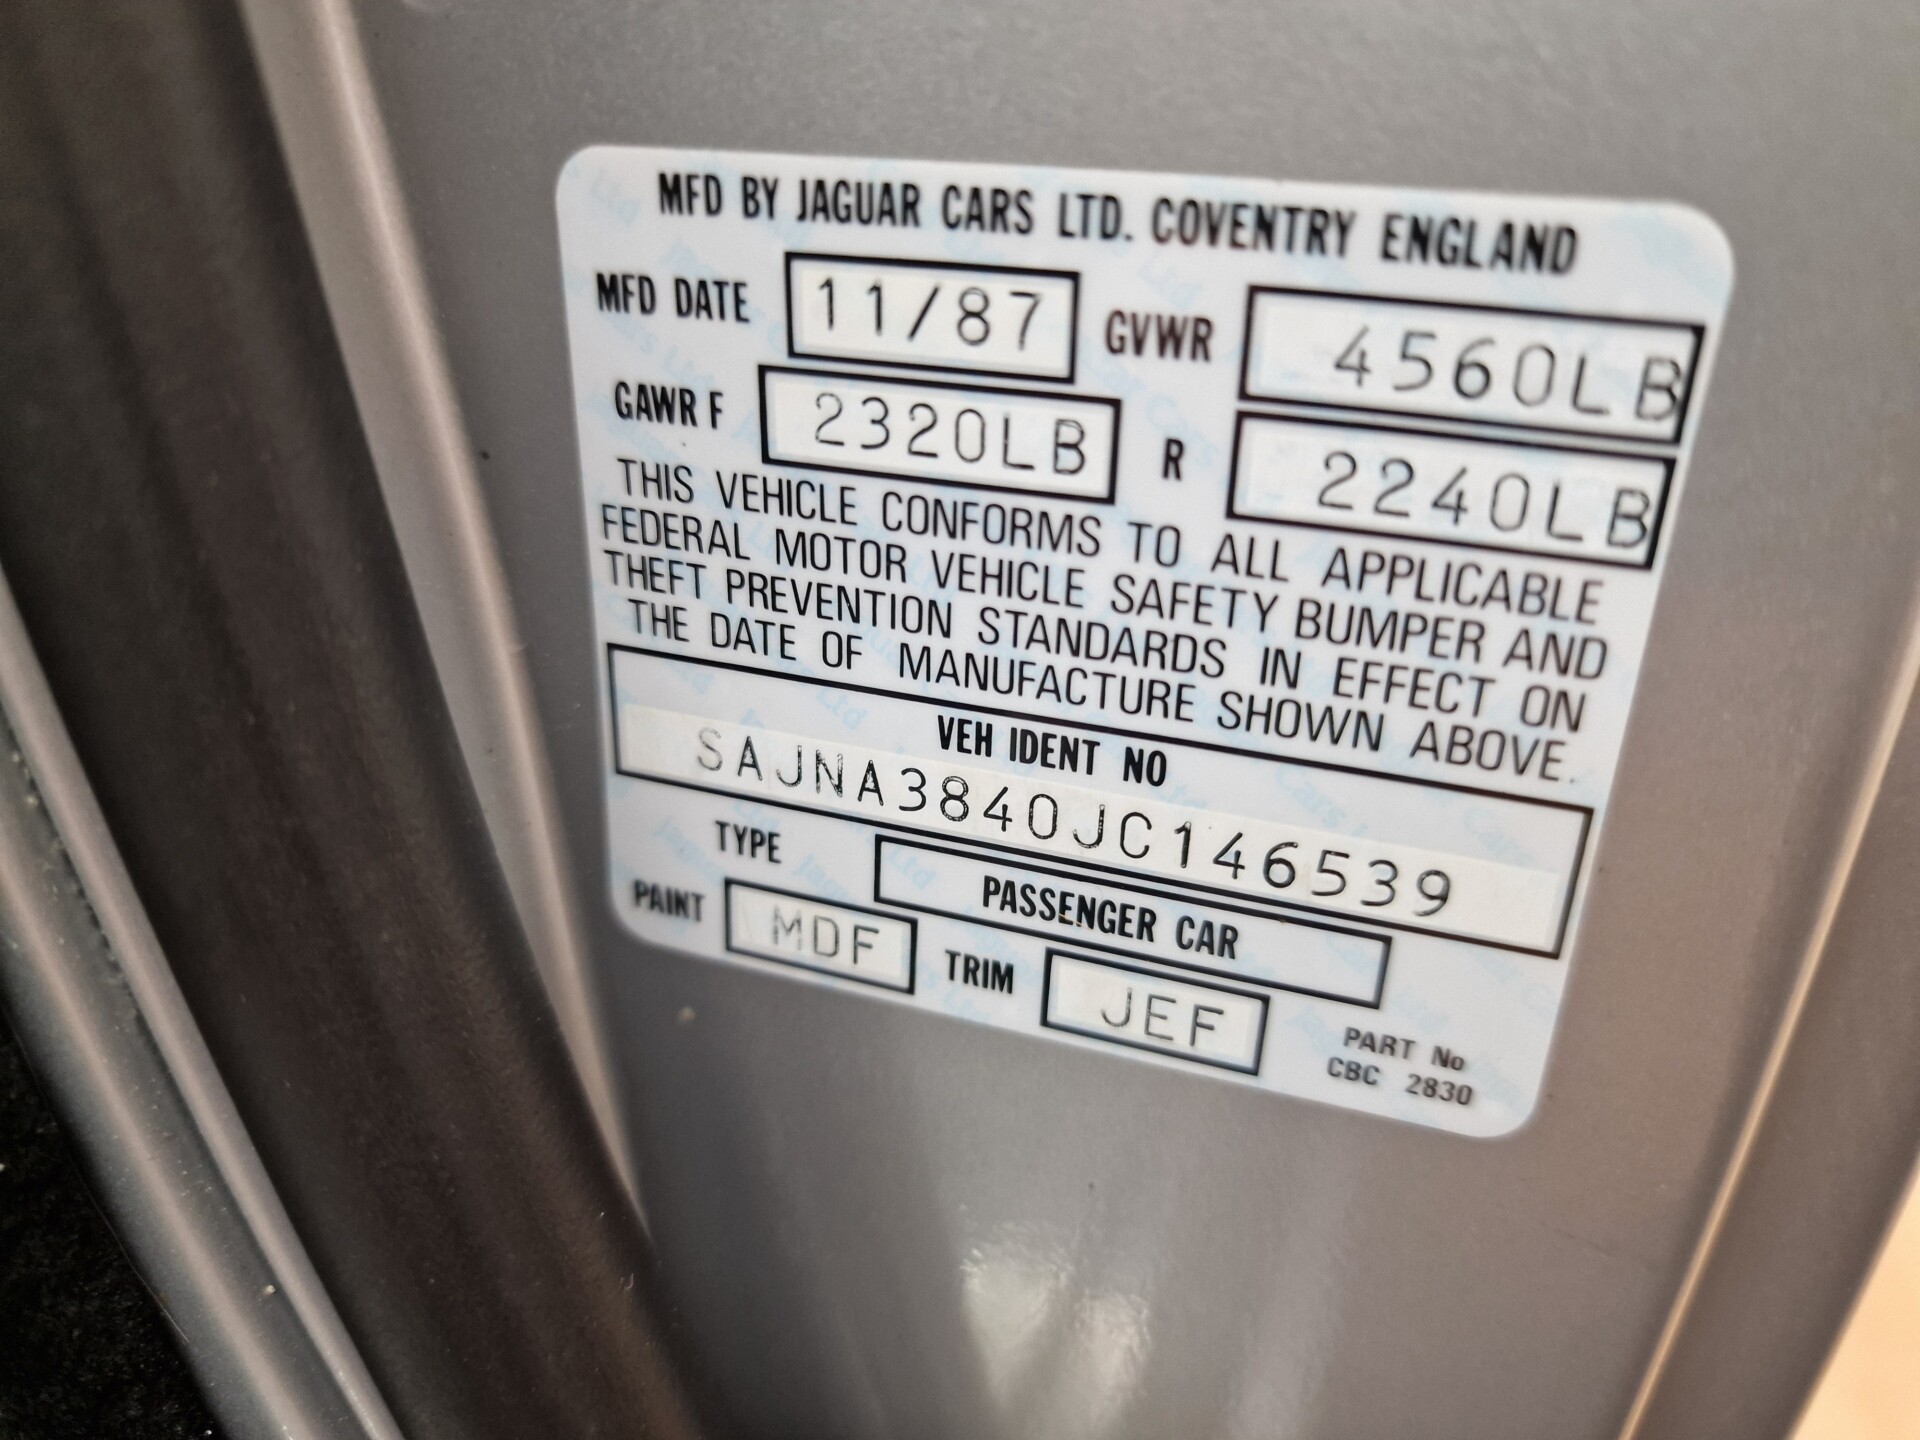 MFD BY JAGUAR CARS LTD. COVENTRY ENGLAND
MFD DATE 11/87 GVWR 4560LB
GAWR F 2320LB R 2240LB
THIS VEHICLE CONFORMS TO ALL APPLICABLE
FEDERAL MOTOR VEHICLE SAFETY BUMPER AND
THEFT PREVENTION STANDARDS IN EFFECT ON
THE DATE OF MANUFACTURE SHOWN ABOVE.
VEH IDENT NO
SAJNA3840JC146539
TYPE PASSENGER CAR
PAINT MDF TRIM JEF
PART No
CBC 2830